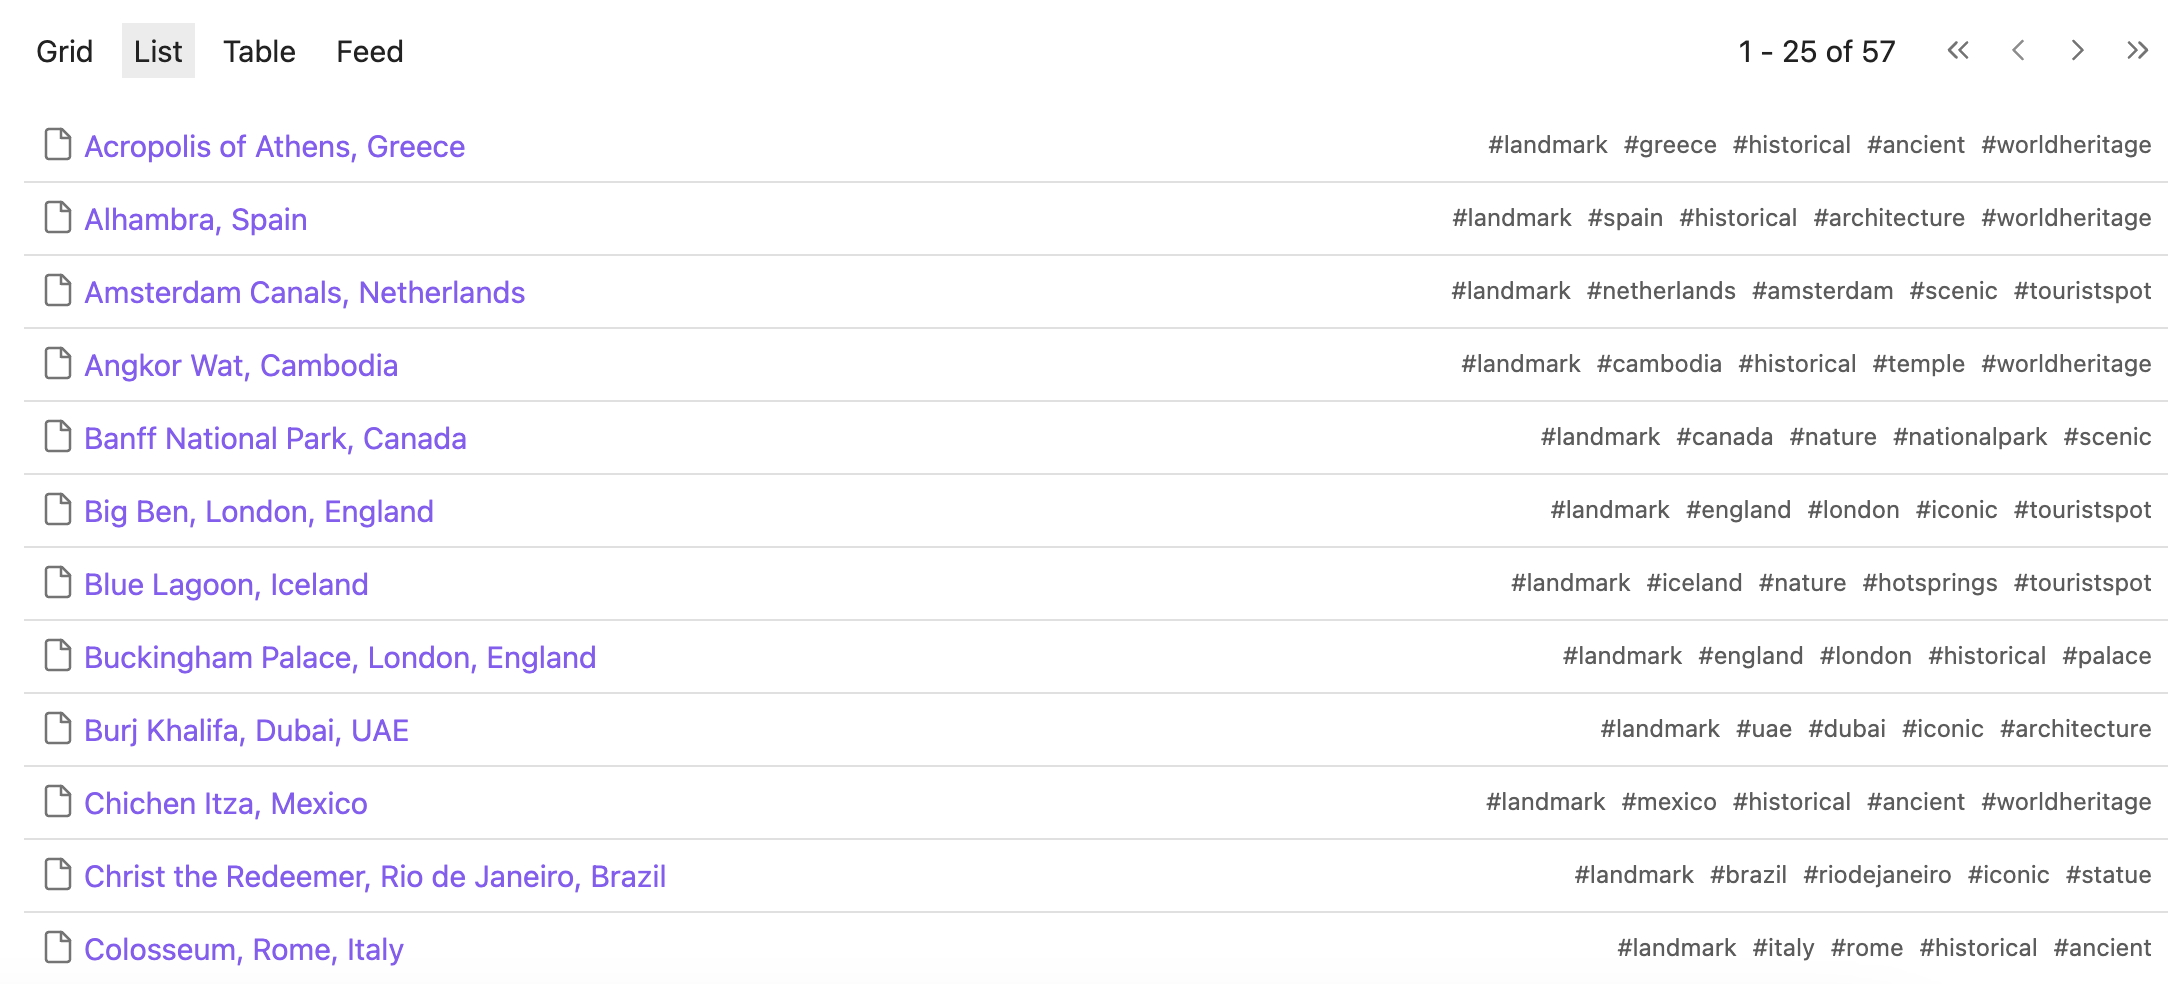 Grid List Table Feed 1 - 25 of 57
Acropolis of Athens, Greece #landmark #greece #historical #ancient #worldheritage
Alhambra, Spain #landmark #spain #historical #architecture #worldheritage
Amsterdam Canals, Netherlands #landmark #netherlands #amsterdam #scenic #touristspot
Angkor Wat, Cambodia #landmark #cambodia #historical #temple #worldheritage
Banff National Park, Canada #landmark #canada #nature #nationalpark #scenic
Big Ben, London, England #landmark #england #london #iconic #touristspot
Blue Lagoon, Iceland #landmark #iceland #nature #hotsprings #touristspot
Buckingham Palace, London, England #landmark #england #london #historical #palace
Burj Khalifa, Dubai, UAE #landmark #uae #dubai #iconic #architecture
Chichen Itza, Mexico #landmark #mexico #historical #ancient #worldheritage
Christ the Redeemer, Rio de Janeiro, Brazil #landmark #brazil #riodejaneiro #iconic #statue
Colosseum, Rome, Italy #landmark #italy #rome #historical #ancient